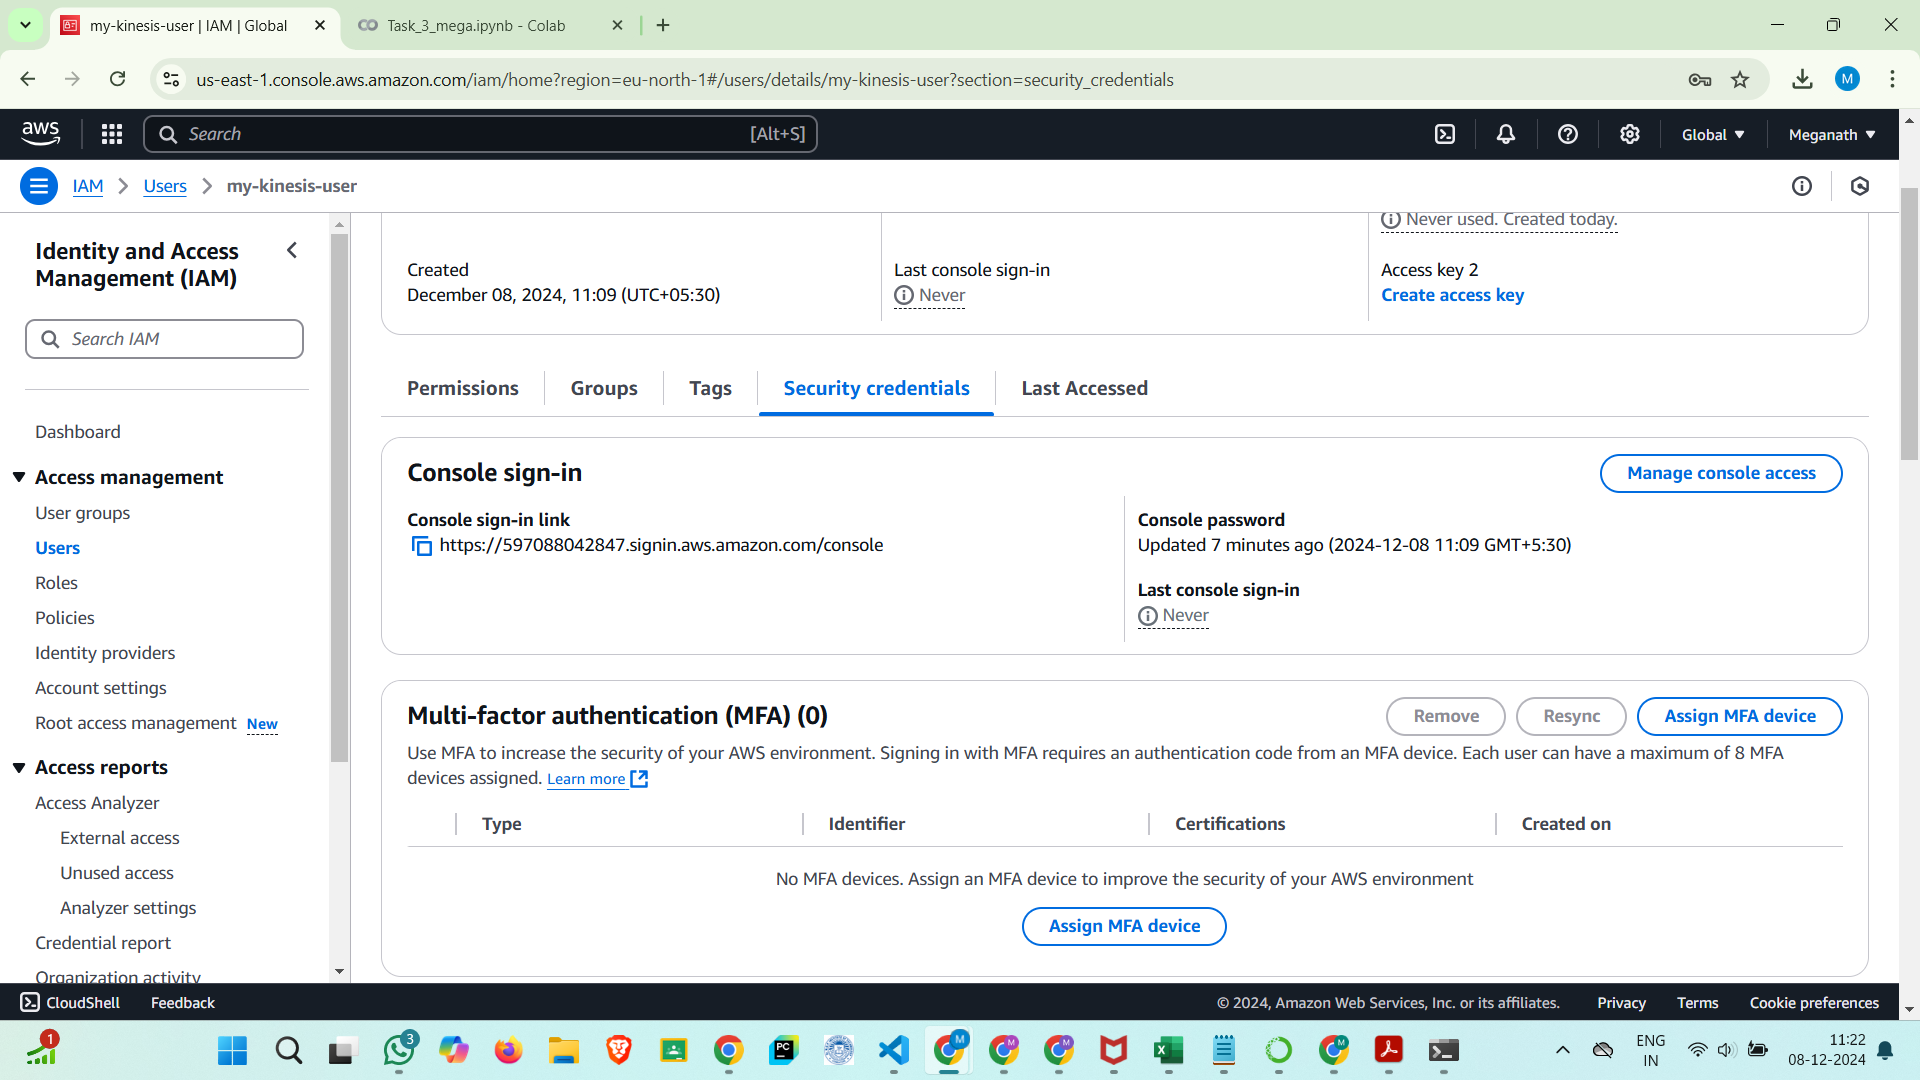 my-kinesis-user | IAM | Global
Task_3_mega.ipynb - Colab
us-east-1.console.aws.amazon.com/iam/home?region=eu-north-1#/users/details/my-kinesis-user?section=security_credentials
M
aws
Search
[Alt+S]
Global
Meganath
IAM
Users
my-kinesis-user
Identity and Access
Management (IAM)
Search IAM
Dashboard
Access management
User groups
Users
Roles
Policies
Identity providers
Account settings
Root access management New
Access reports
Access Analyzer
External access
Unused access
Analyzer settings
Credential report
Organization activity
Never used. Created today.
Created
December 08, 2024, 11:09 (UTC+05:30)
Last console sign-in
Never
Access key 2
Create access key
Permissions
Groups
Tags
Security credentials
Last Accessed
Console sign-in
Manage console access
Console sign-in link
https://597088042847.signin.aws.amazon.com/console
Console password
Updated 7 minutes ago (2024-12-08 11:09 GMT+5:30)
Last console sign-in
Never
Multi-factor authentication (MFA) (0)
Remove
Resync
Assign MFA device
Use MFA to increase the security of your AWS environment. Signing in with MFA requires an authentication code from an MFA device. Each user can have a maximum of 8 MFA
devices assigned. Learn more
Type
Identifier
Certifications
Created on
No MFA devices. Assign an MFA device to improve the security of your AWS environment
Assign MFA device
CloudShell
Feedback
© 2024, Amazon Web Services, Inc. or its affiliates.
Privacy
Terms
Cookie preferences
1
3
PC
M
M
M
M
ENG
IN
11:22
08-12-2024